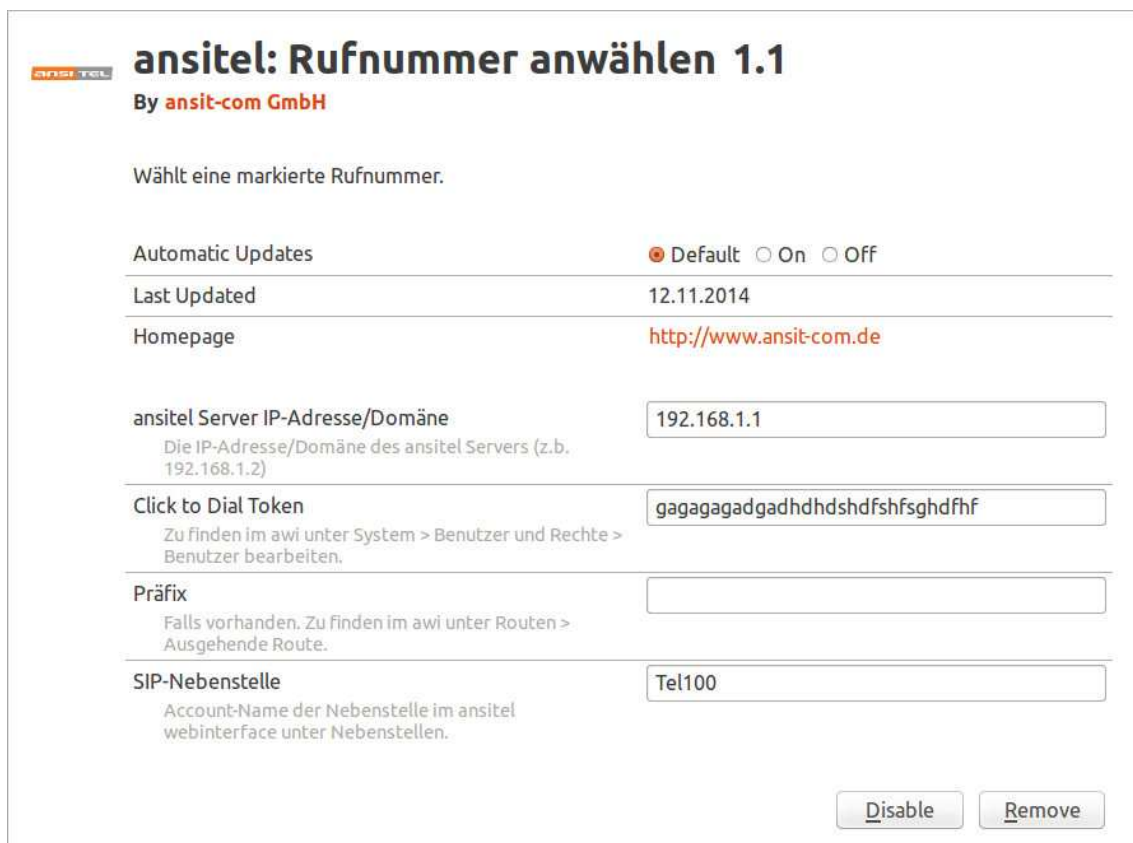 ansi TEL
ansitel: Rufnummer anwählen 1.1
By ansit-com GmbH
Wählt eine markierte Rufnummer.
Automatic Updates Default On Off
Last Updated 12.11.2014
Homepage http://www.ansit-com.de
ansitel Server IP-Adresse/Domäne 192.168.1.1
Die IP-Adresse/Domäne des ansitel Servers (z.b.
192.168.1.2)
Click to Dial Token gagagagadgadhdhdshdfshfsghdfhf
Zu finden im awi unter System > Benutzer und Rechte >
Benutzer bearbeiten.
Präfix
Falls vorhanden. Zu finden im awi unter Routen >
Ausgehende Route.
SIP-Nebenstelle Tel100
Account-Name der Nebenstelle im ansitel
webinterface unter Nebenstellen.
Disable Remove